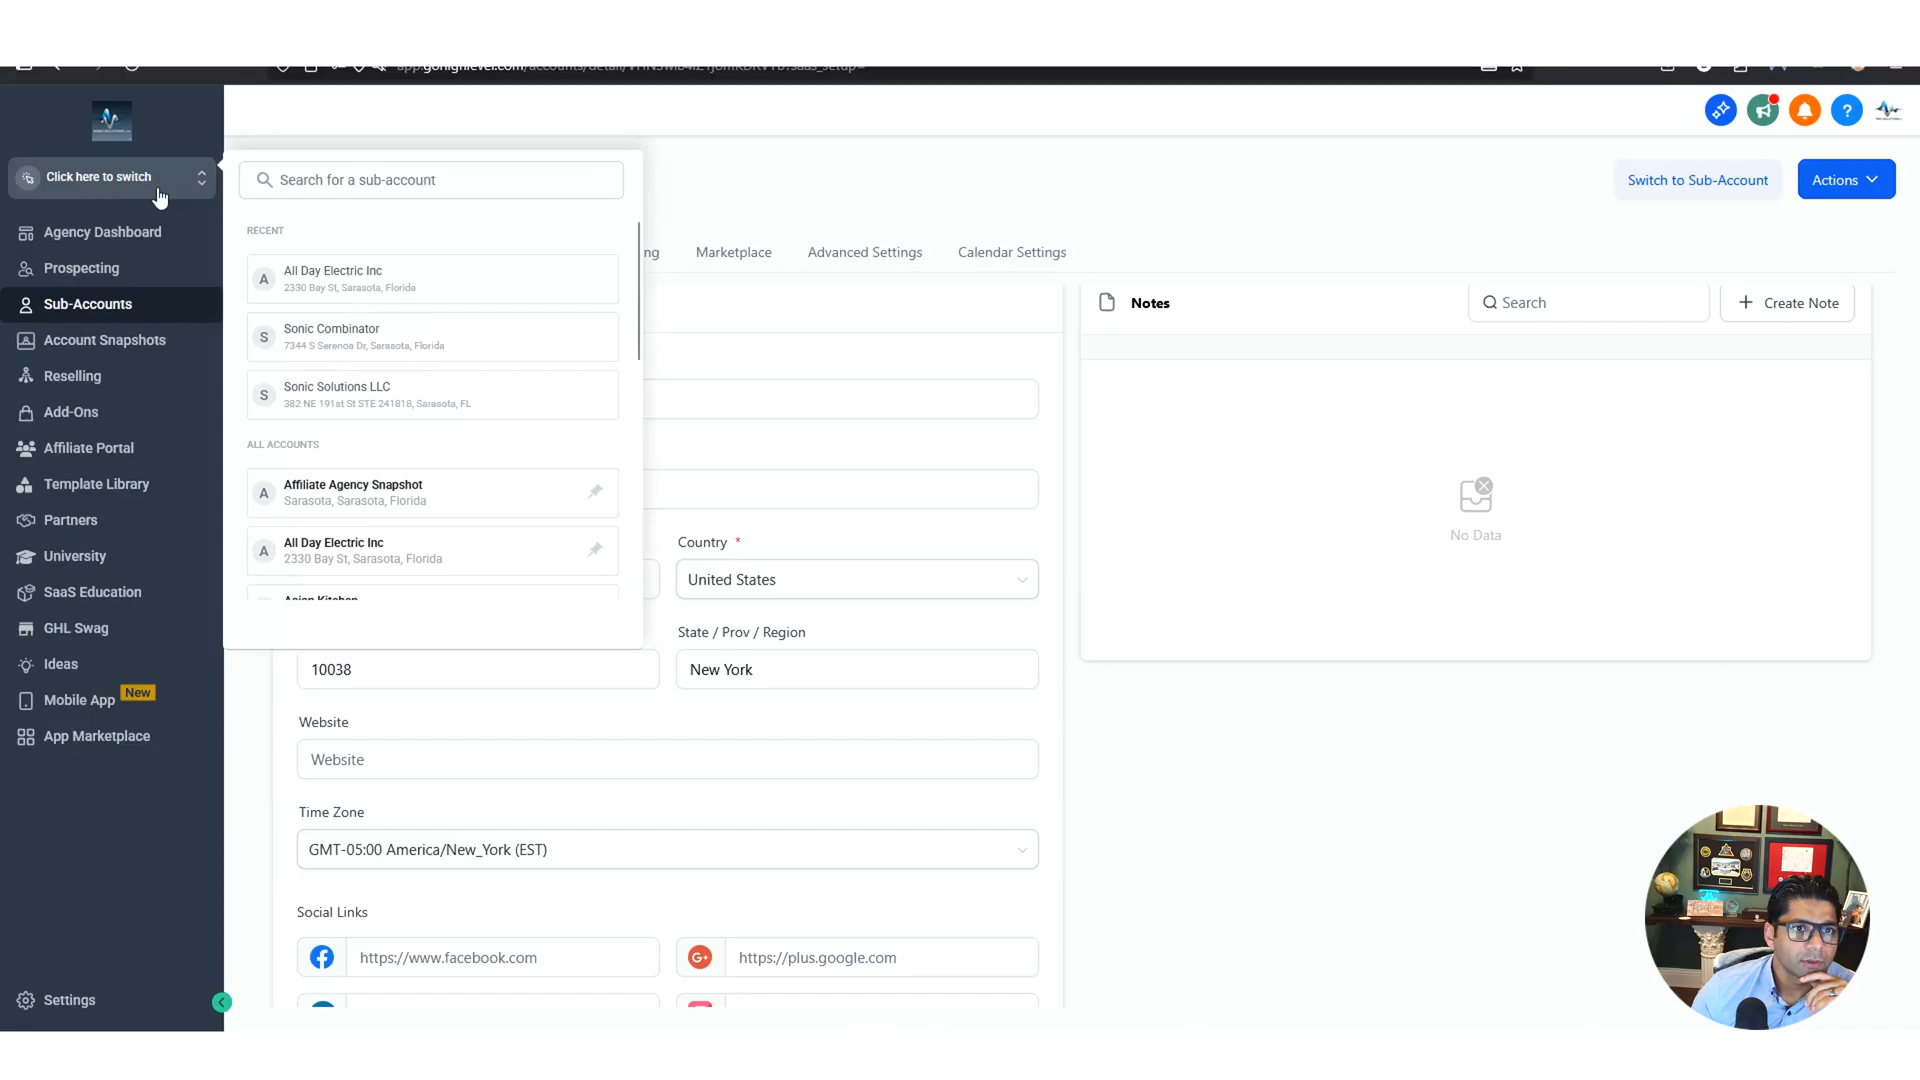 Click here to switch
Search for a sub-account
Switch to Sub-Account
Actions
Agency Dashboard
Prospecting
Sub-Accounts
Account Snapshots
Reselling
Add-Ons
Affiliate Portal
Template Library
Partners
University
SaaS Education
GHL Swag
Ideas
Mobile App New
App Marketplace
Settings
RECENT
A
All Day Electric Inc
2330 Bay St, Sarasota, Florida
S
Sonic Combinator
7344 S Serenoa Dr, Sarasota, Florida
S
Sonic Solutions LLC
382 NE 191st St STE 241818, Sarasota, FL
ALL ACCOUNTS
A
Affiliate Agency Snapshot
Sarasota, Sarasota, Florida
A
All Day Electric Inc
2330 Bay St, Sarasota, Florida
Asian Kitchen
ng
Marketplace
Advanced Settings
Calendar Settings
Notes
Search
Create Note
No Data
Country *
United States
State / Prov / Region
10038
New York
Website
Website
Time Zone
GMT-05:00 America/New_York (EST)
Social Links
https://www.facebook.com
G+
https://plus.google.com